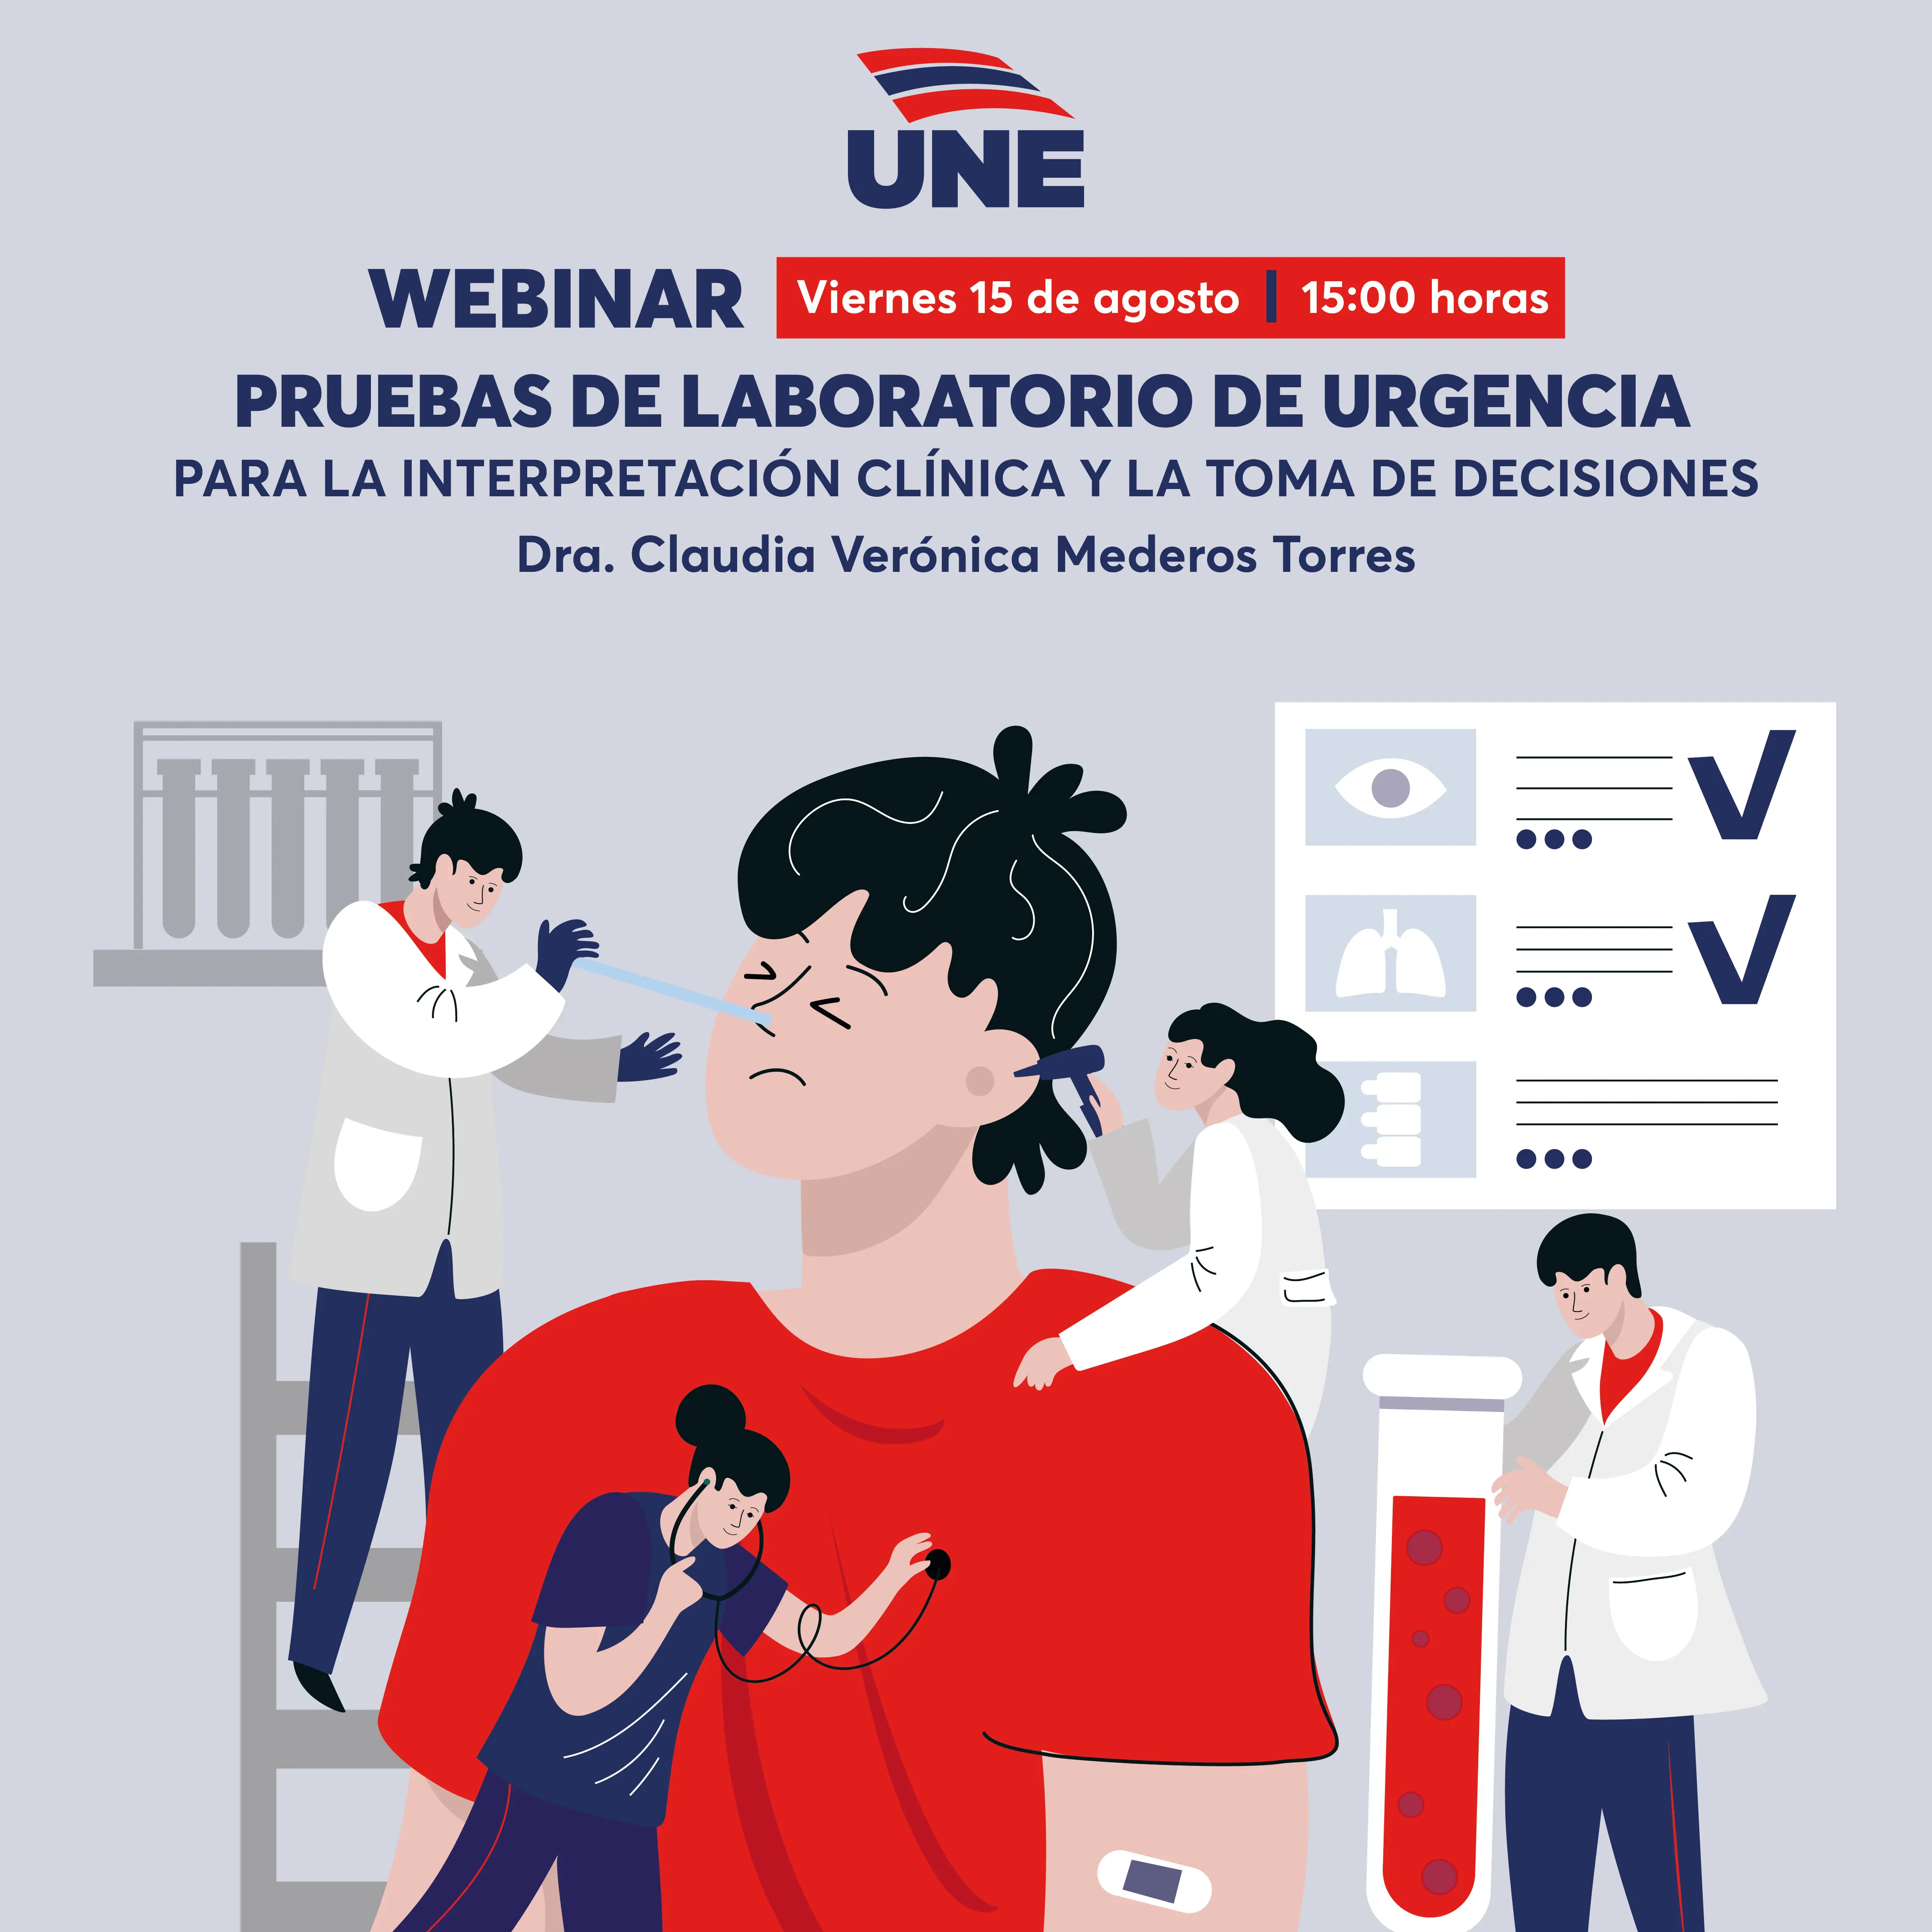 UNE
WEBINAR Viernes 15 de agosto | 15:00 horas
PRUEBAS DE LABORATORIO DE URGENCIA
PARA LA INTERPRETACIÓN CLÍNICA Y LA TOMA DE DECISIONES
Dra. Claudia Verónica Mederos Torres